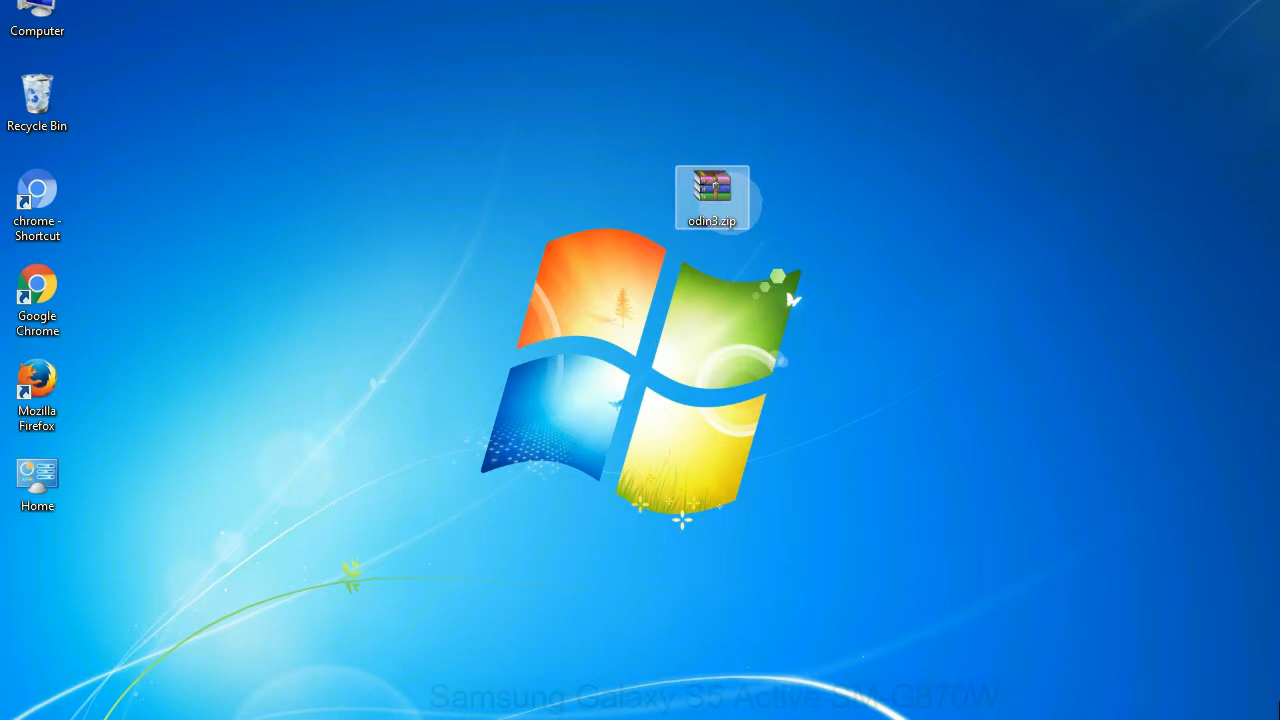 Computer
Recycle Bin
chrome -
Shortcut
Google
Chrome
Mozilla
Firefox
Home
odin3.zip
Samsung Galaxy S5 Active SM-G870W